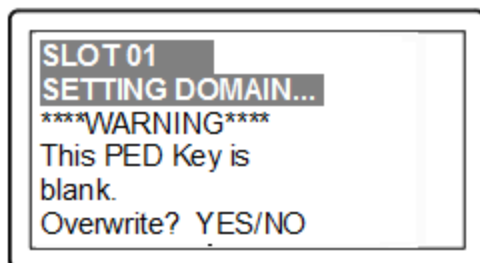 SLOT 01
SETTING DOMAIN...
****WARNING****
This PED Key is
blank.
Overwrite? YES/NO